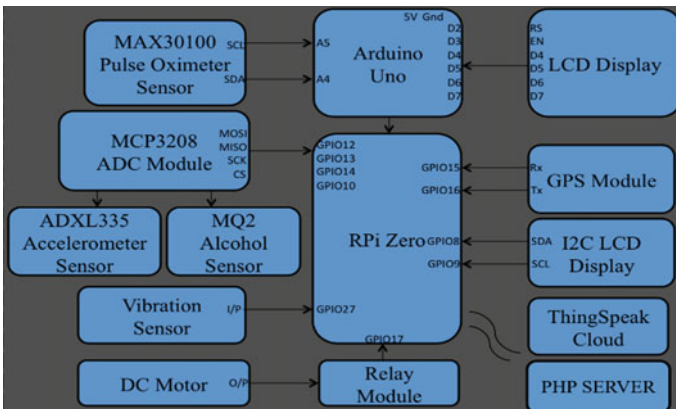 5V Gnd
MAX30100
Pulse Oximeter
Sensor
SCL
SDA
A5
A4
Arduino
Uno
D2
D3
D4
D5
D6
D7
RS
EN
D4
D5
D6
D7
LCD Display
MCP3208
ADC Module
MOSI
MISO
SCK
CS
GPIO12
GPIO13
GPIO14
GPIO10
GPIO15
GPIO16
Rx
Tx
GPS Module
ADXL335
Accelerometer
Sensor
MQ2
Alcohol
Sensor
RPi Zero
GPIO8
GPIO9
SDA
SCL
I2C LCD
Display
Vibration
Sensor
I/P
GPIO27
GPIO17
ThingSpeak
Cloud
DC Motor
O/P
Relay
Module
PHP SERVER